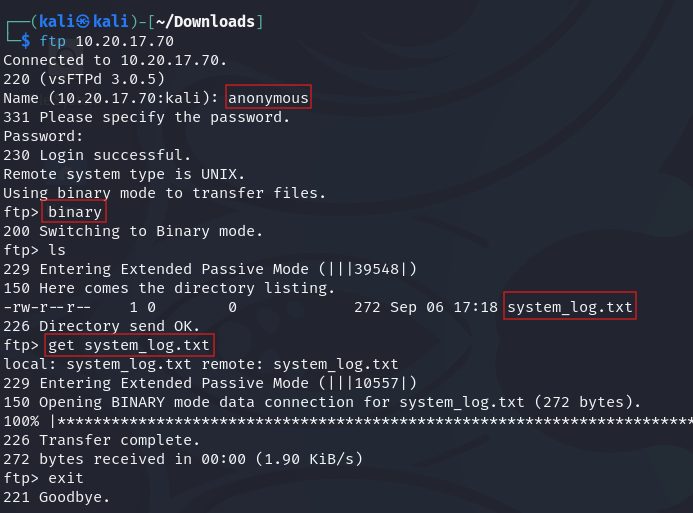 ┌──(kali㉿kali)-[~/Downloads]
└─$ ftp 10.20.17.70
Connected to 10.20.17.70.
220 (vsFTPd 3.0.5)
Name (10.20.17.70:kali): anonymous
331 Please specify the password.
Password:
230 Login successful.
Remote system type is UNIX.
Using binary mode to transfer files.
ftp> binary
200 Switching to Binary mode.
ftp> ls
229 Entering Extended Passive Mode (|||39548|)
150 Here comes the directory listing.
-rw-r--r--    1 0        0             272 Sep 06 17:18 system_log.txt
226 Directory send OK.
ftp> get system_log.txt
local: system_log.txt remote: system_log.txt
229 Entering Extended Passive Mode (|||10557|)
150 Opening BINARY mode data connection for system_log.txt (272 bytes).
100% |***********************************************************************
226 Transfer complete.
272 bytes received in 00:00 (1.90 KiB/s)
ftp> exit
221 Goodbye.